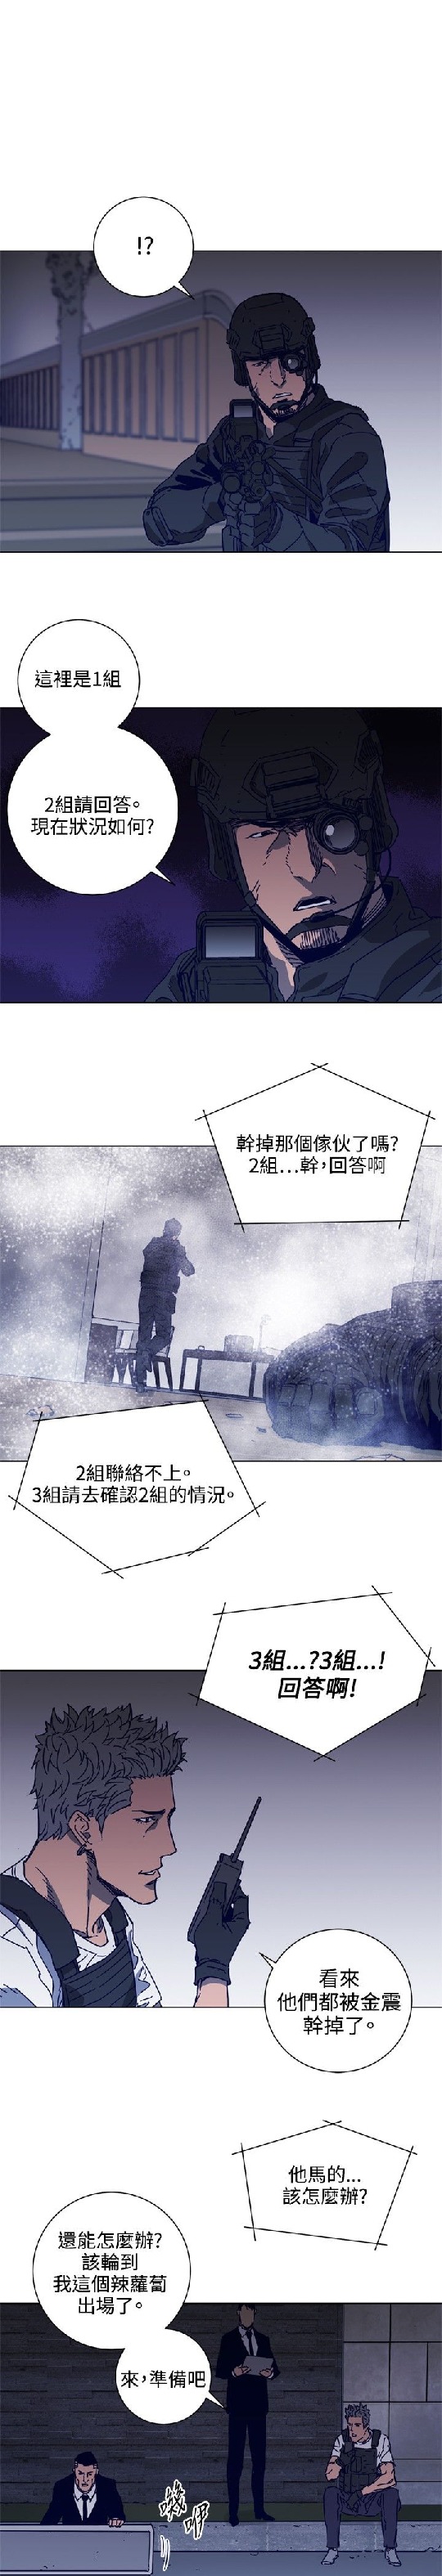 !?
這裡是1組
2組請回答。
現在狀況如何?
幹掉那個傢伙了嗎?
2組...幹,回答啊
2組聯絡不上。
3組請去確認2組的情況。
3組...?3組...!
回答啊!
看來
他們都被金震
幹掉了。
他馬的...
該怎麼辦?
還能怎麼辦?
該輪到
我這個辣蘿蔔
出場了。
來,準備吧
嘰咿